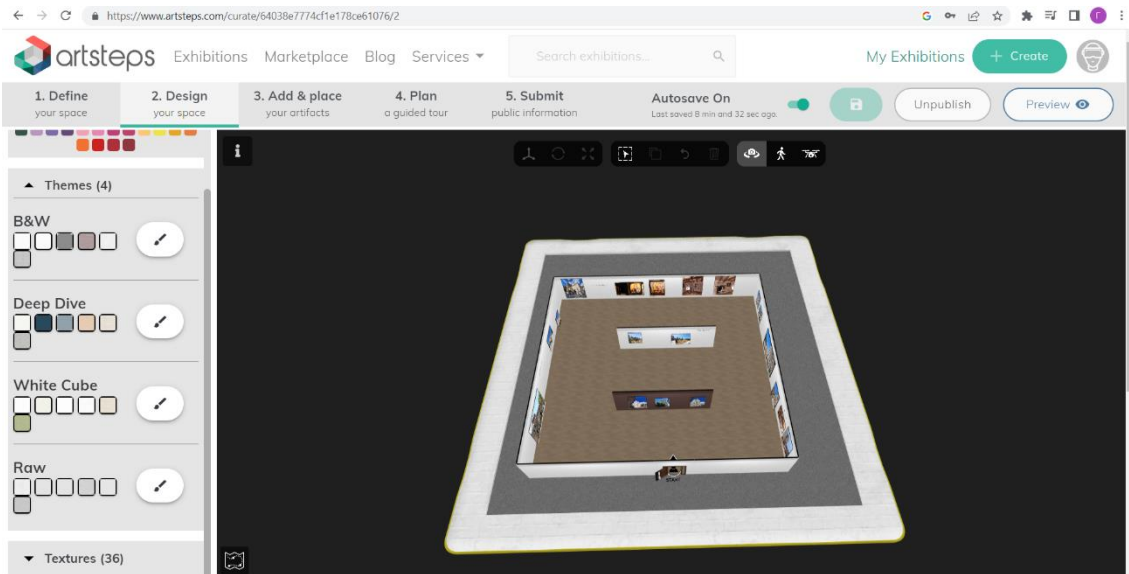 https://www.artsteps.com/curate/64038e7774cf1e178ce61076/2
G
Г
artsteps Exhibitions Marketplace Blog Services Search exhibitions... My Exhibitions + Create
1. Define 2. Design 3. Add & place 4. Plan 5. Submit Autosave On Unpublish Preview
your space your space your artifacts a guided tour public information Last saved 8 min and 32 sec ago.
i
Themes (4)
B&W
Deep Dive
White Cube
Raw
START
Textures (36)